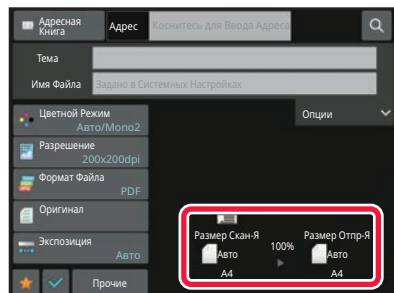 Адресная
Книга
Адрес
Коснитесь для Ввода Адреса
Тема
Имя Файла
Задано в Системных Настройках
Цветной Режим
Авто/Mono2
Опции
Разрешение
200x200dpi
Формат Файла
PDF
Оригинал
Экспозиция
Авто
Размер Скан-Я
100%
Размер Отпр-Я
Авто
Авто
A4
A4
Прочие